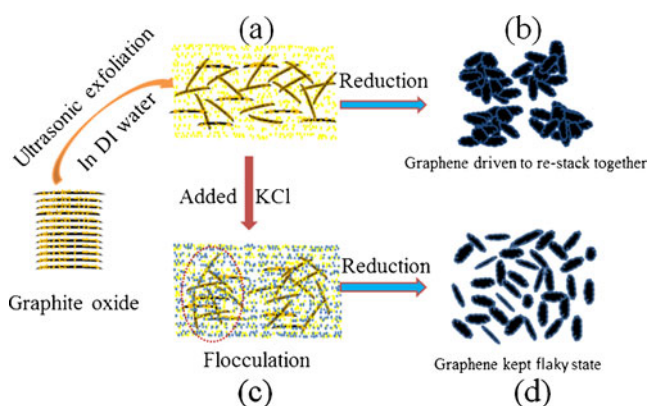 (a)
(b)
Ultrasonic exfoliation
In DI water
Reduction
Graphene driven to re-stack together
Added KCl
Graphite oxide
Reduction
Flocculation
Graphene kept flaky state
(c)
(d)